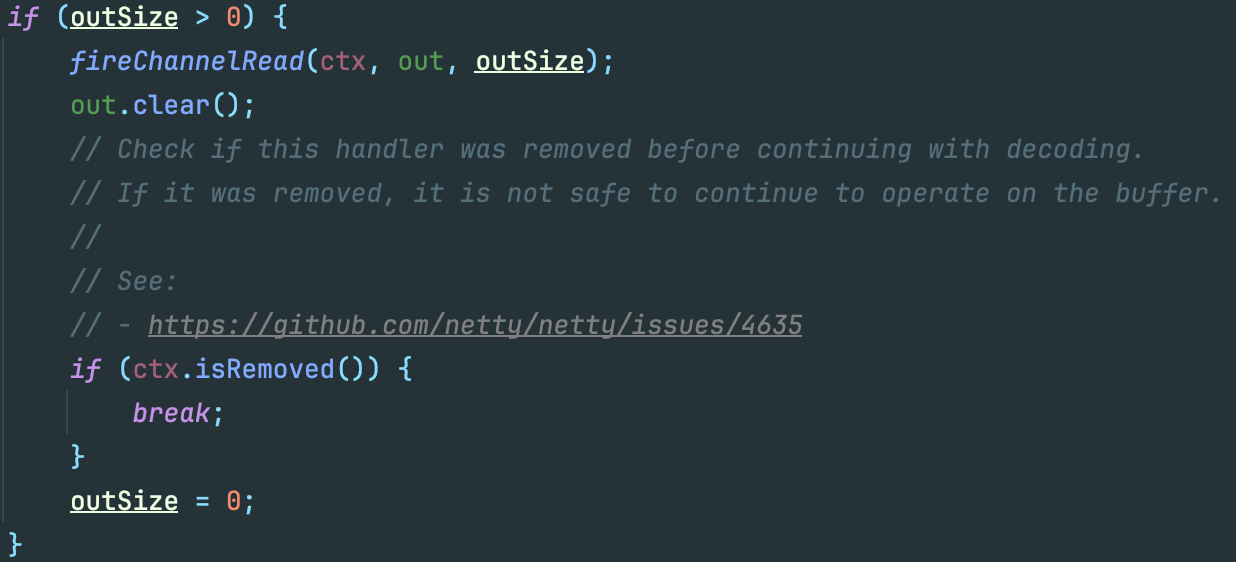 if (outSize > 0) {
fireChannelRead(ctx, out, outSize);
out.clear();
// Check if this handler was removed before continuing with decoding.
// If it was removed, it is not safe to continue to operate on the buffer.
//
// See:
// - https://github.com/netty/netty/issues/4635
if (ctx.isRemoved()) {
break;
}
outSize = 0;
}